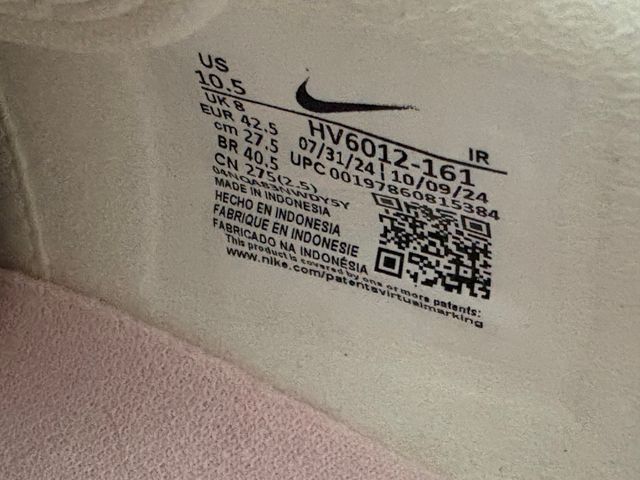 US
10.5
UK 8
EUR 42.5
cm 27.5
BR 40.5
CN 275(2.5)
HV6012-161
IR
07/31/24 | 10/09/24
UPC 00197860815384
04NQA83NWDY5Y
MADE IN INDONESIA
HECHO EN INDONESIA
FABRIQUE EN INDONESIE
FABRICADO NA INDONÉSIA
This product is covered by one or more patents:
www.nike.com/patentsvirtualmarking